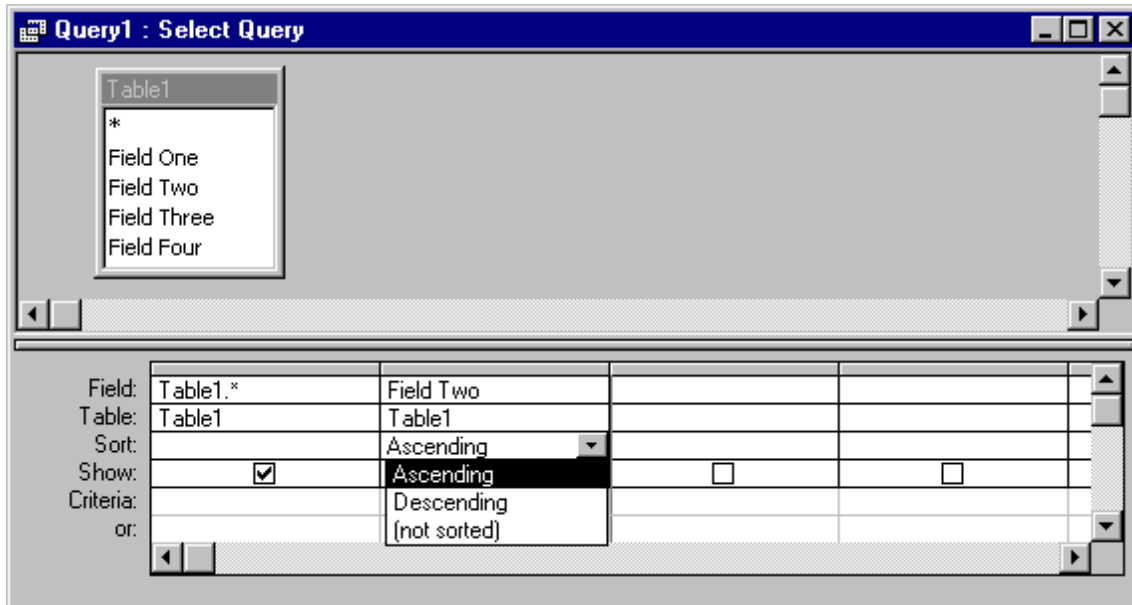 Query1 : Select Query
Table1
*
Field One
Field Two
Field Three
Field Four
Field: Table1.* Field Two
Table: Table1 Table1
Sort: Ascending
Show: Ascending
Criteria: Descending
or: (not sorted)